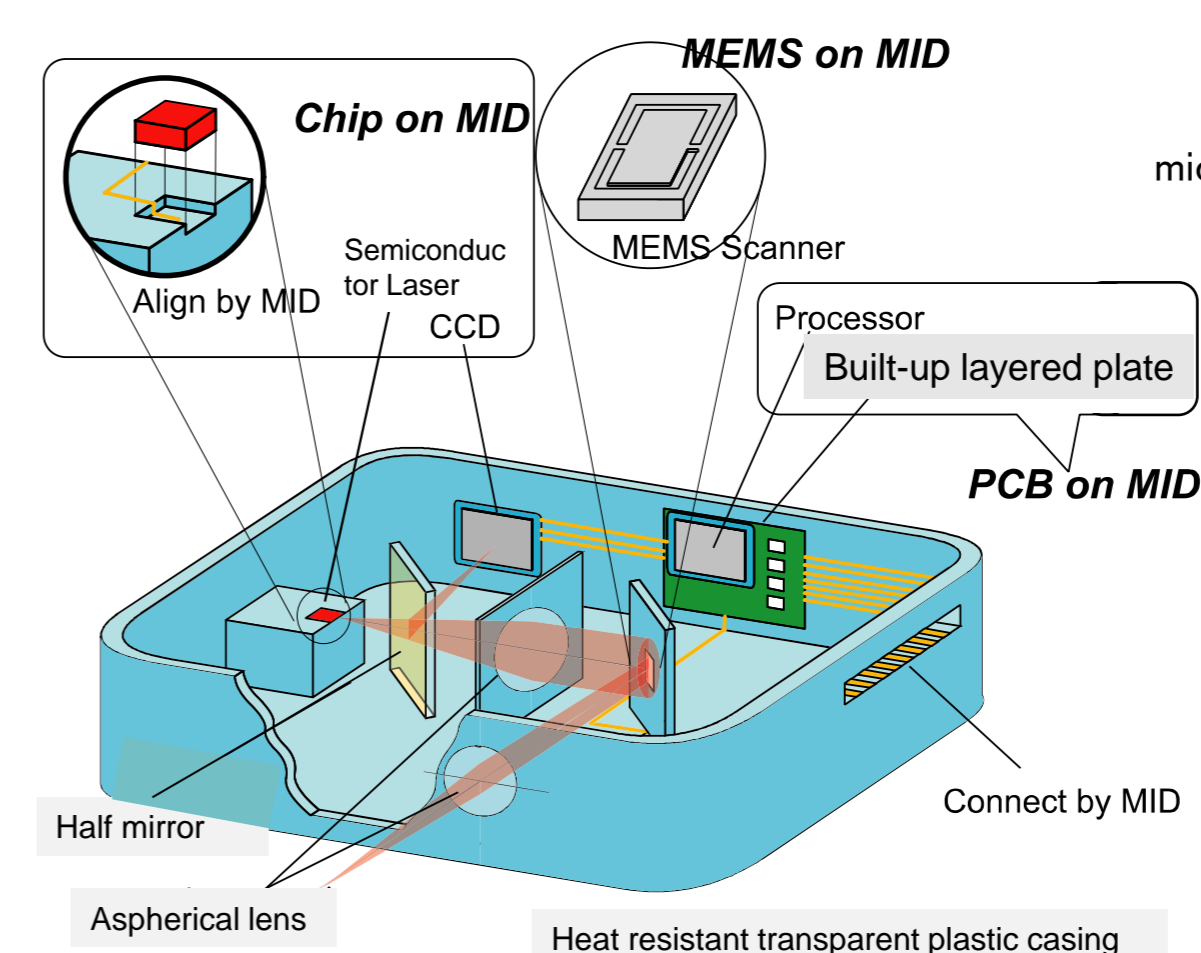 MEMS on MID
Chip on MID
Semiconduc
tor Laser
MEMS Scanner
Align by MID
CCD
Processor
Built-up layered plate
PCB on MID
Connect by MID
Half mirror
Aspherical lens
Heat resistant transparent plastic casing